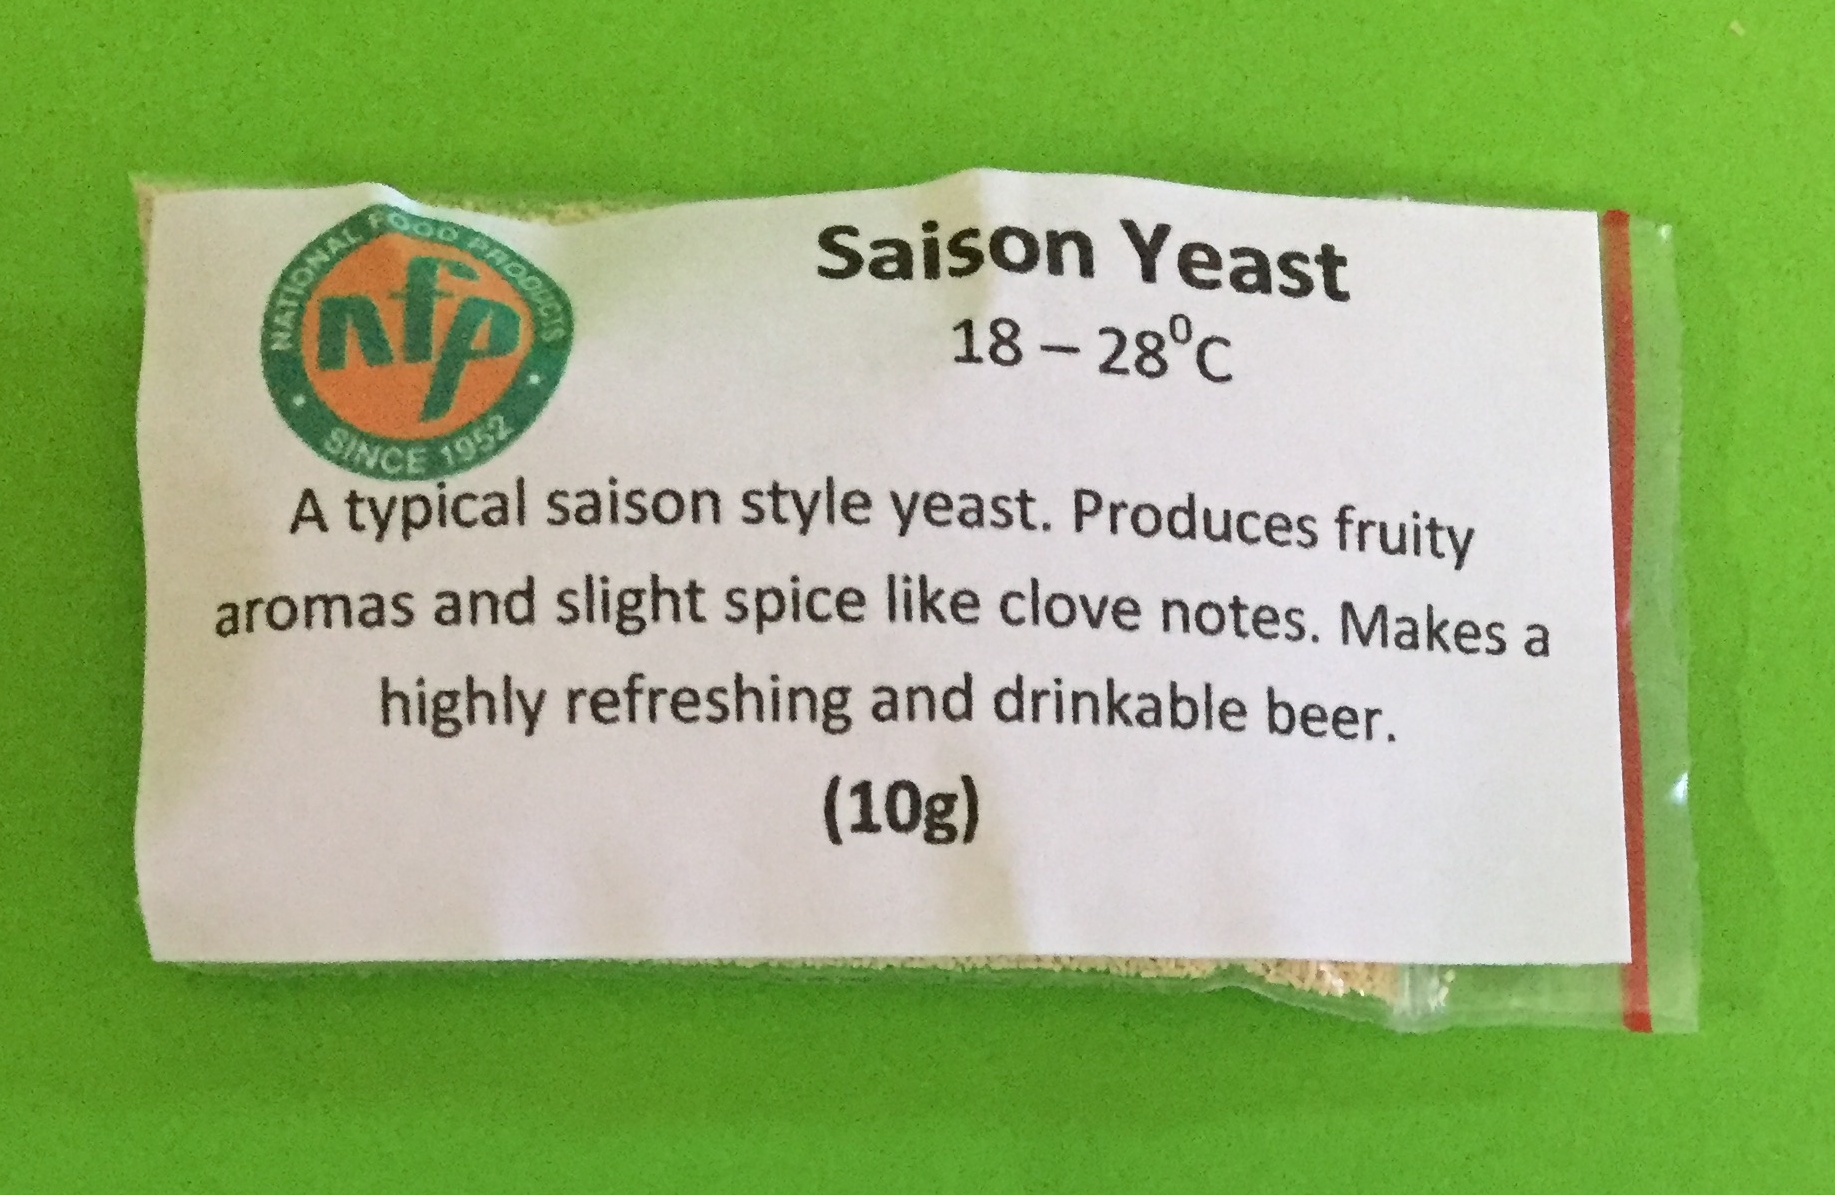 NATIONAL FOOD PRODUCTS
nfp
SINCE 1952
Saison Yeast
18 – 28⁰C
A typical saison style yeast. Produces fruity
aromas and slight spice like clove notes. Makes a
highly refreshing and drinkable beer.
(10g)